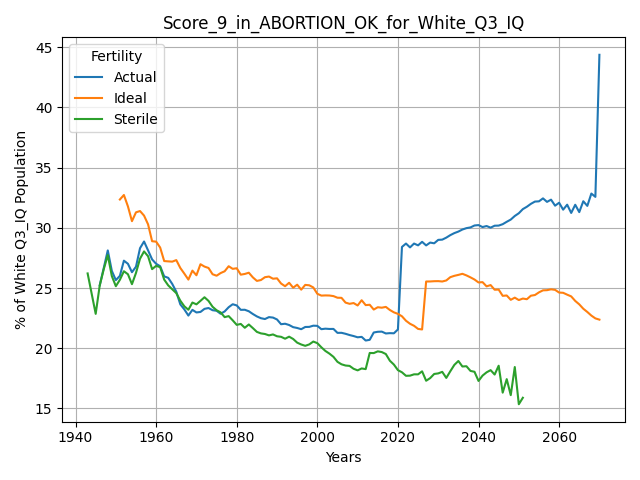 Score_9_in_ABORTION_OK_for_White_Q3_IQ
Fertility
Actual
Ideal
Sterile
% of White Q3_IQ Population
45
40
35
30
25
20
15
1940
1960
1980
2000
2020
2040
2060
Years